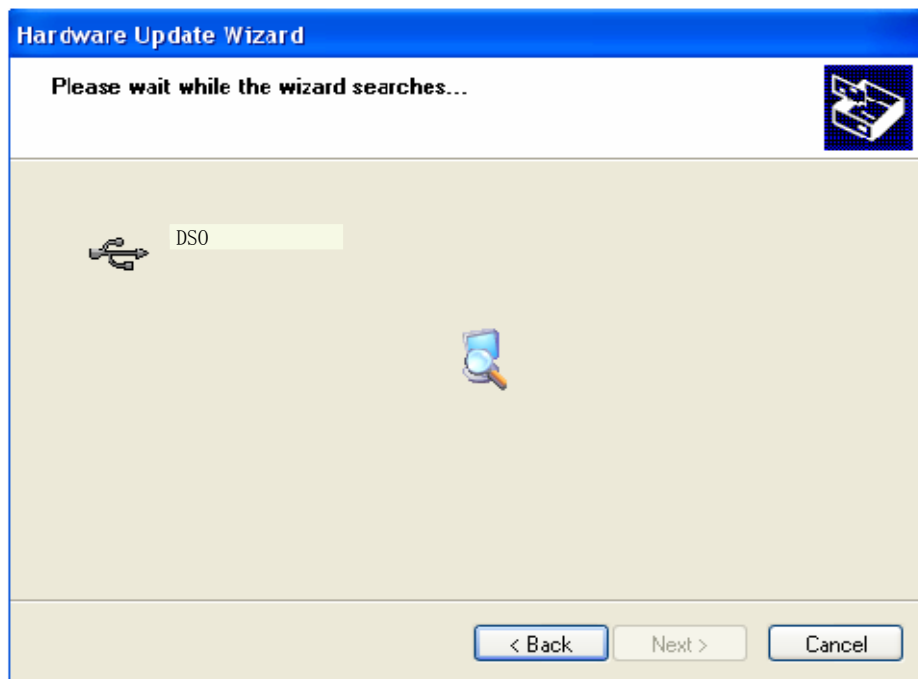 Hardware Update Wizard
Please wait while the wizard searches...
DSO
< Back Next > Cancel